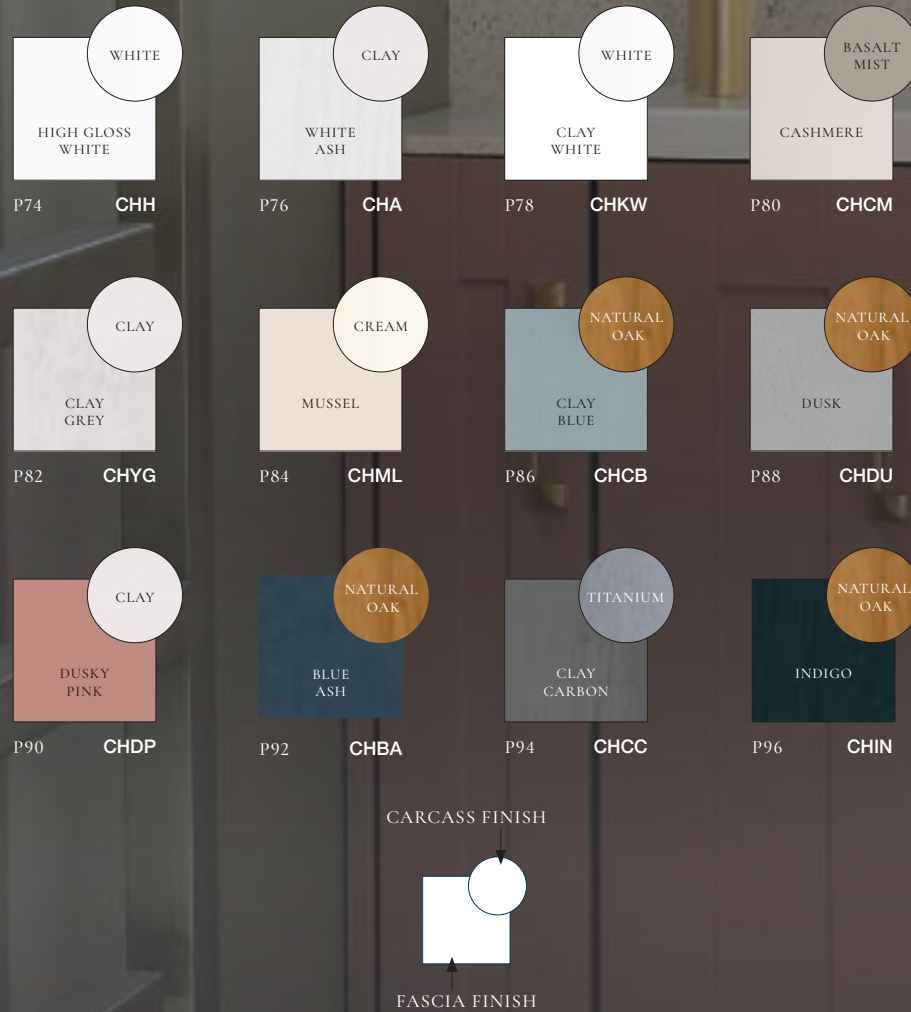 WHITE
HIGH GLOSS
WHITE
P74 CHH
CLAY
WHITE
ASH
P76 CHA
WHITE
CLAY
WHITE
P78 CHKW
BASALT
MIST
CASHMERE
P80 CHCM
CLAY
CLAY
GREY
P82 CHYG
CREAM
MUSSEL
P84 CHML
NATURAL
OAK
CLAY
BLUE
P86 CHCB
NATURAL
OAK
DUSK
P88 CHDU
CLAY
DUSKY
PINK
P90 CHDP
NATURAL
OAK
BLUE
ASH
P92 CHBA
TITANIUM
CLAY
CARBON
P94 CHCC
NATURAL
OAK
INDIGO
P96 CHIN
CARCASS FINISH
FASCIA FINISH